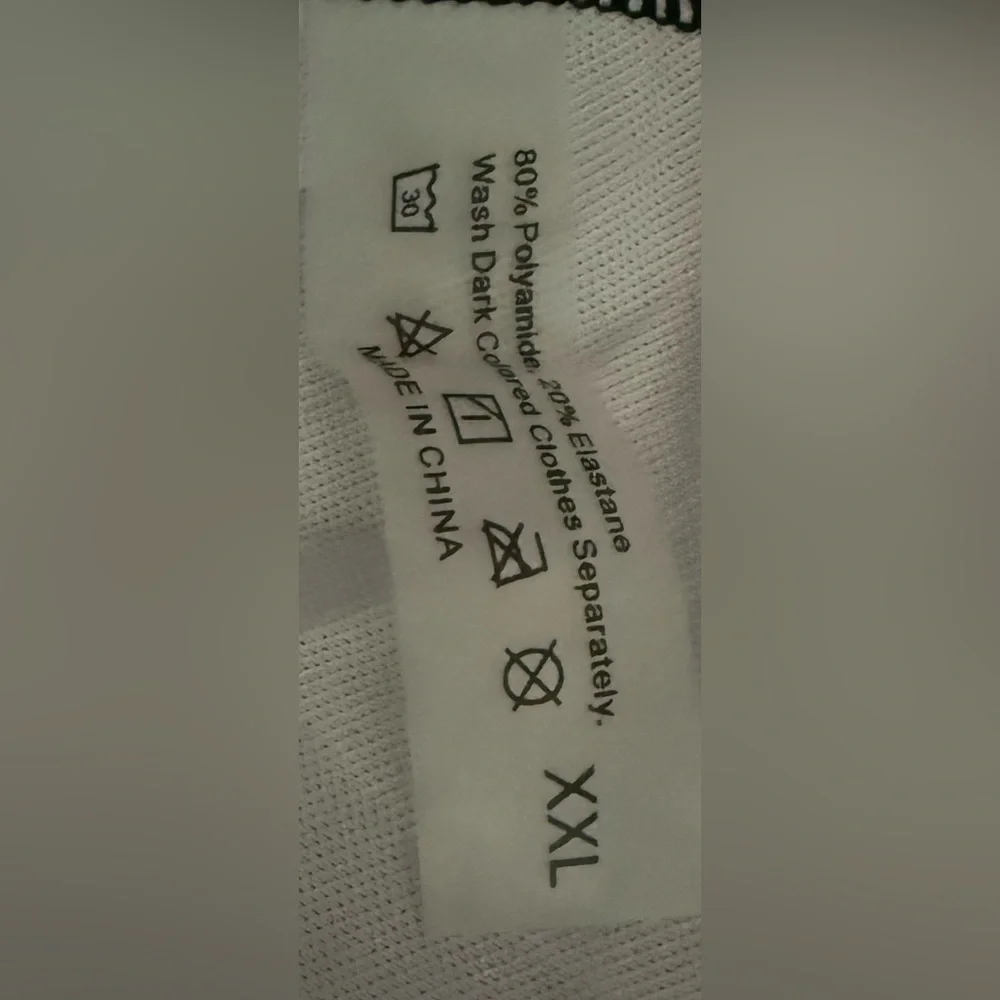 80% Polyamide, 20% Elastane
Wash Dark Colored Clothes Separately.
30
MADE IN CHINA
XXL